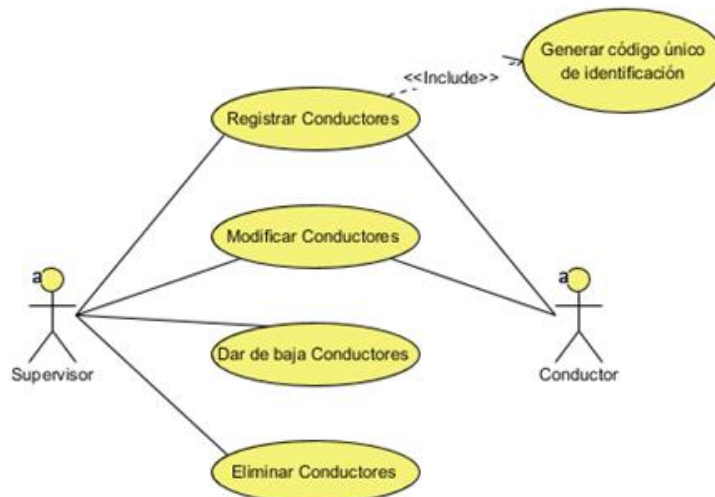 Generar código único
de identificación
<<Include>>
Registrar Conductores
Modificar Conductores
a
a
Dar de baja Conductores
Supervisor
Conductor
Eliminar Conductores